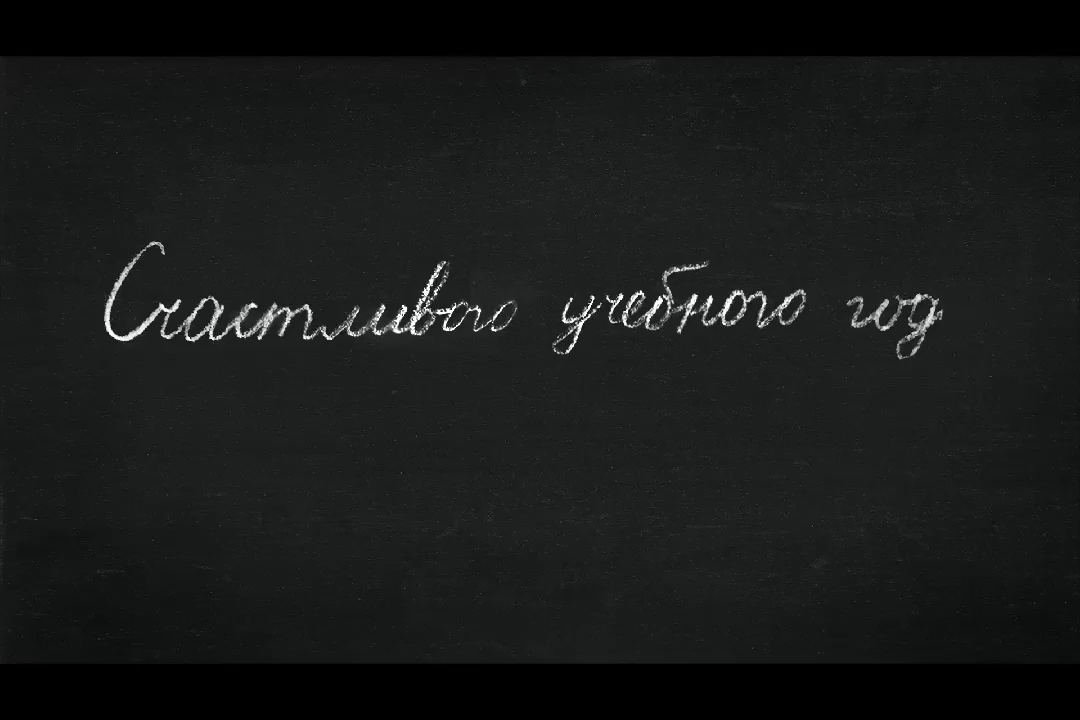 Счастливого учебного год